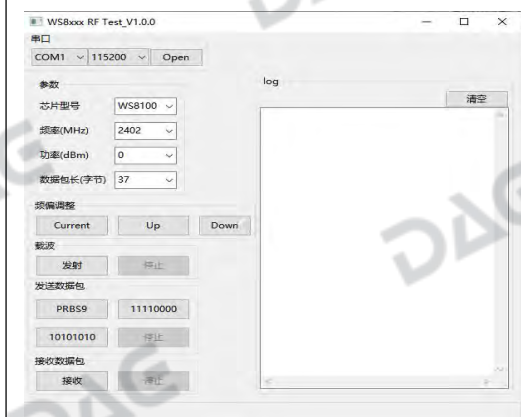 WS8xxx RF Test_V1.0.0
串口
COM1 115200 Open
参数
log
清空
芯片型号 WS8100
频率(MHz) 2402
功率(dBm) 0
数据包长(字节) 37
频偏调整
Current Up Down
载波
发射 停止
发送数据包
PRBS9 11110000
10101010 停止
接收数据包
接收 停止
DAG
DAG